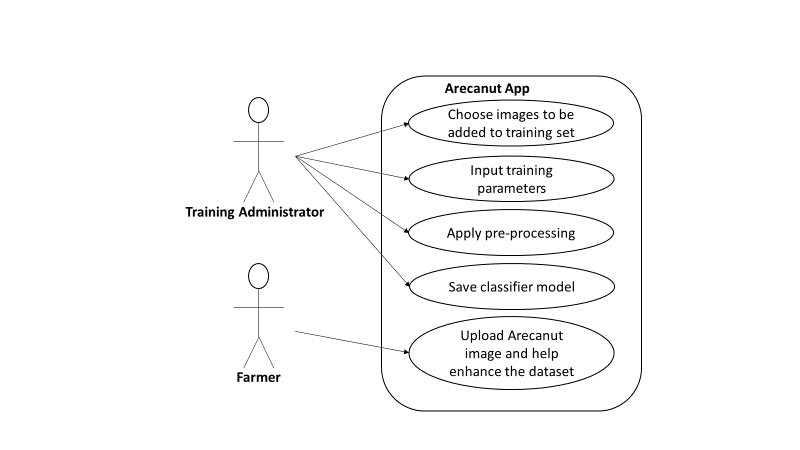 Arecanut App
Choose images to be
added to training set
Input training
parameters
Training Administrator
Apply pre-processing
Save classifier model
Upload Arecanut
image and help
enhance the dataset
Farmer